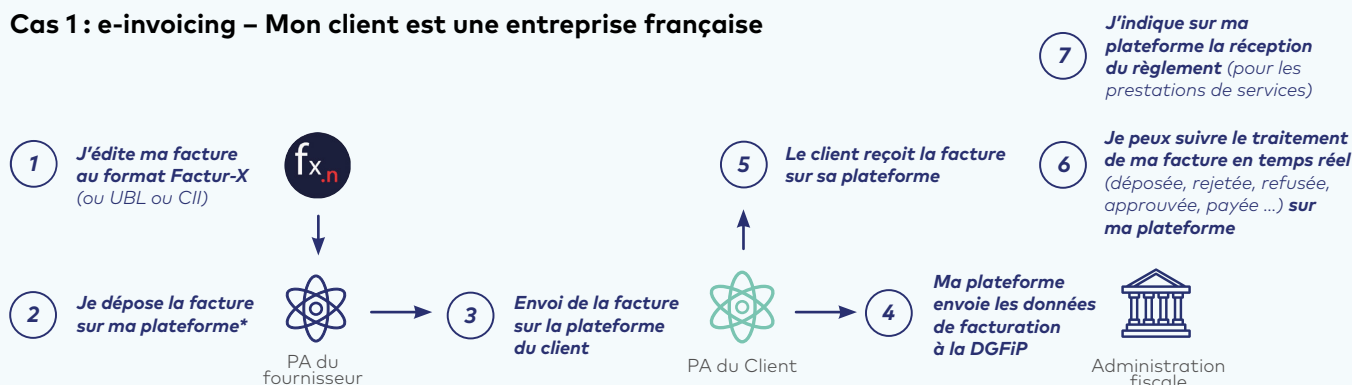 Cas 1 : e-invoicing – Mon client est une entreprise française
1
J'édite ma facture
au format Factur-X
(ou UBL ou CII)
fx.n
2
Je dépose la facture
sur ma plateforme*
PA du
fournisseur
3
Envoi de la facture
sur la plateforme
du client
PA du Client
4
Ma plateforme
envoie les données
de facturation
à la DGFiP
Administration
fiscale
5
Le client reçoit la facture
sur sa plateforme
6
Je peux suivre le traitement
de ma facture en temps réel
(déposée, rejetée, refusée,
approuvée, payée ...) sur
ma plateforme
7
J'indique sur ma
plateforme la réception
du règlement (pour les
prestations de services)